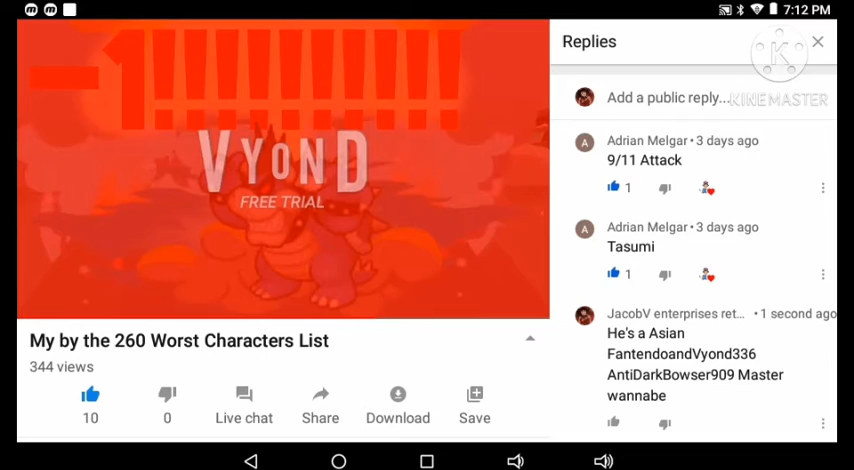 7:12 PM
-1!!!!!!!!!!
VYOND
FREE TRIAL
My by the 260 Worst Characters List
344 views
10
0
Live chat
Share
Download
Save
Replies
K
KINEMASTER
Add a public reply...
A
Adrian Melgar • 3 days ago
9/11 Attack
1
A
Adrian Melgar • 3 days ago
Tasumi
1
JacobV enterprises ret... • 1 second ago
He's a Asian
FantendoandVyond336
AntiDarkBowser909 Master
wannabe